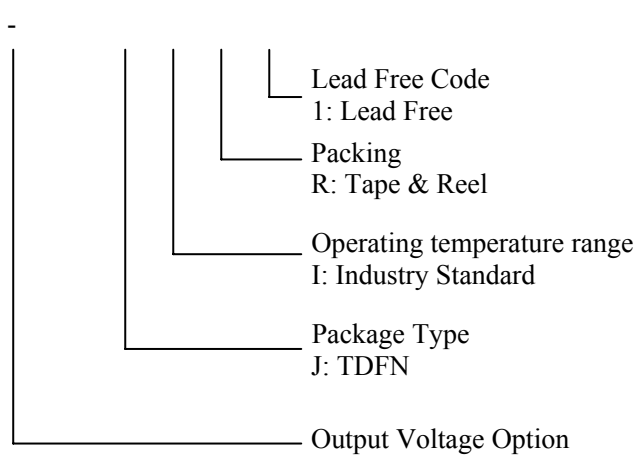 -
Lead Free Code
1: Lead Free
Packing
R: Tape & Reel
Operating temperature range
I: Industry Standard
Package Type
J: TDFN
Output Voltage Option